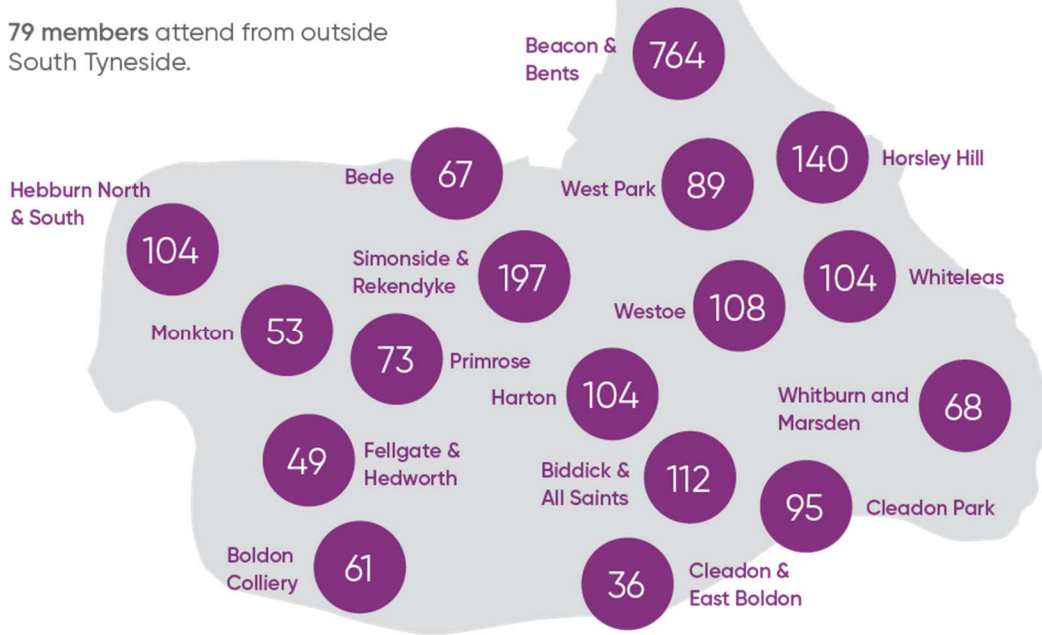 79 members attend from outside
South Tyneside.
Beacon &
Bents
764
Bede
67
West Park
89
140
Horsley Hill
Hebburn North
& South
104
Simonside &
Rekendyke
197
Westoe
108
104
Whiteleas
Monkton
53
73
Primrose
Harton
104
Whitburn and
Marsden
68
49
Fellgate &
Hedworth
Biddick &
All Saints
112
95
Cleadon Park
Boldon
Colliery
61
36
Cleadon &
East Boldon